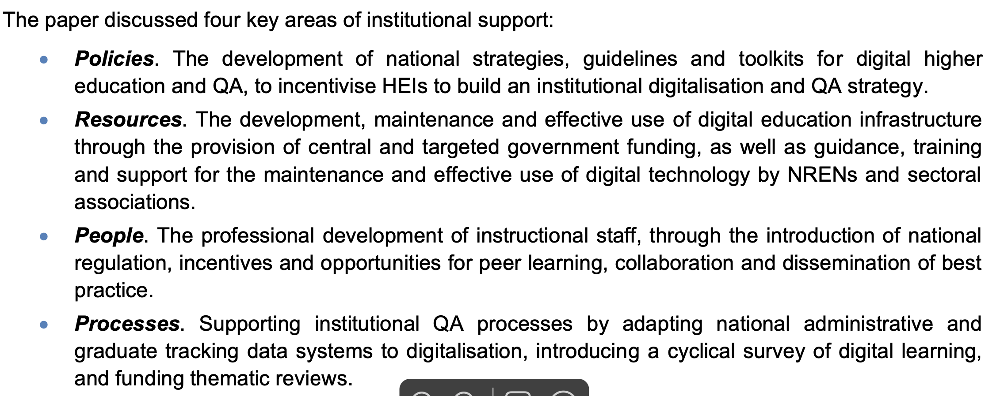 The paper discussed four key areas of institutional support:
• Policies. The development of national strategies, guidelines and toolkits for digital higher
education and QA, to incentivise HEIs to build an institutional digitalisation and QA strategy.
• Resources. The development, maintenance and effective use of digital education infrastructure
through the provision of central and targeted government funding, as well as guidance, training
and support for the maintenance and effective use of digital technology by NRENs and sectoral
associations.
• People. The professional development of instructional staff, through the introduction of national
regulation, incentives and opportunities for peer learning, collaboration and dissemination of best
practice.
• Processes. Supporting institutional QA processes by adapting national administrative and
graduate tracking data systems to digitalisation, introducing a cyclical survey of digital learning,
and funding thematic reviews.